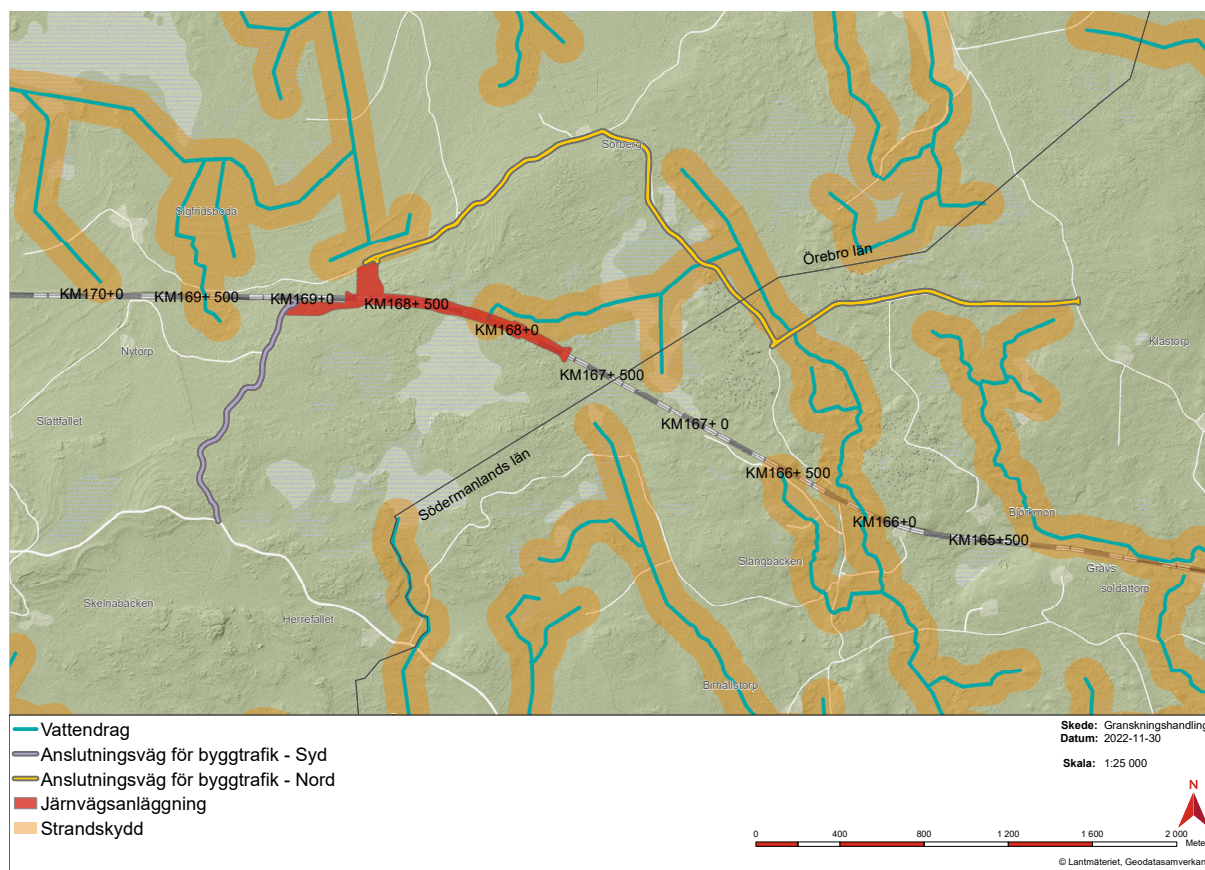 Sörberg
Sigfridsboda
Örebro län
KM170+0
KM169+ 500
KM169+0
KM168+ 500
KM168+0
Nytorp
Klastorp
KM167+ 500
Slättfallet
KM167+ 0
Södermanlands län
KM166+ 500
Björkmon
KM166+0
KM165+500
Slangbacken
Grävs
soldattorp
Skelnabäcken
Herrefallet
Birhallstorp
Vattendrag
Anslutningsväg för byggtrafik - Syd
Anslutningsväg för byggtrafik - Nord
Järnvägsanläggning
Strandskydd
Skede: Granskningshandling
Datum: 2022-11-30
Skala: 1:25 000
N
0 400 800 1 200 1 600 2 000
Mete
© Lantmäteriet, Geodatasamverkan